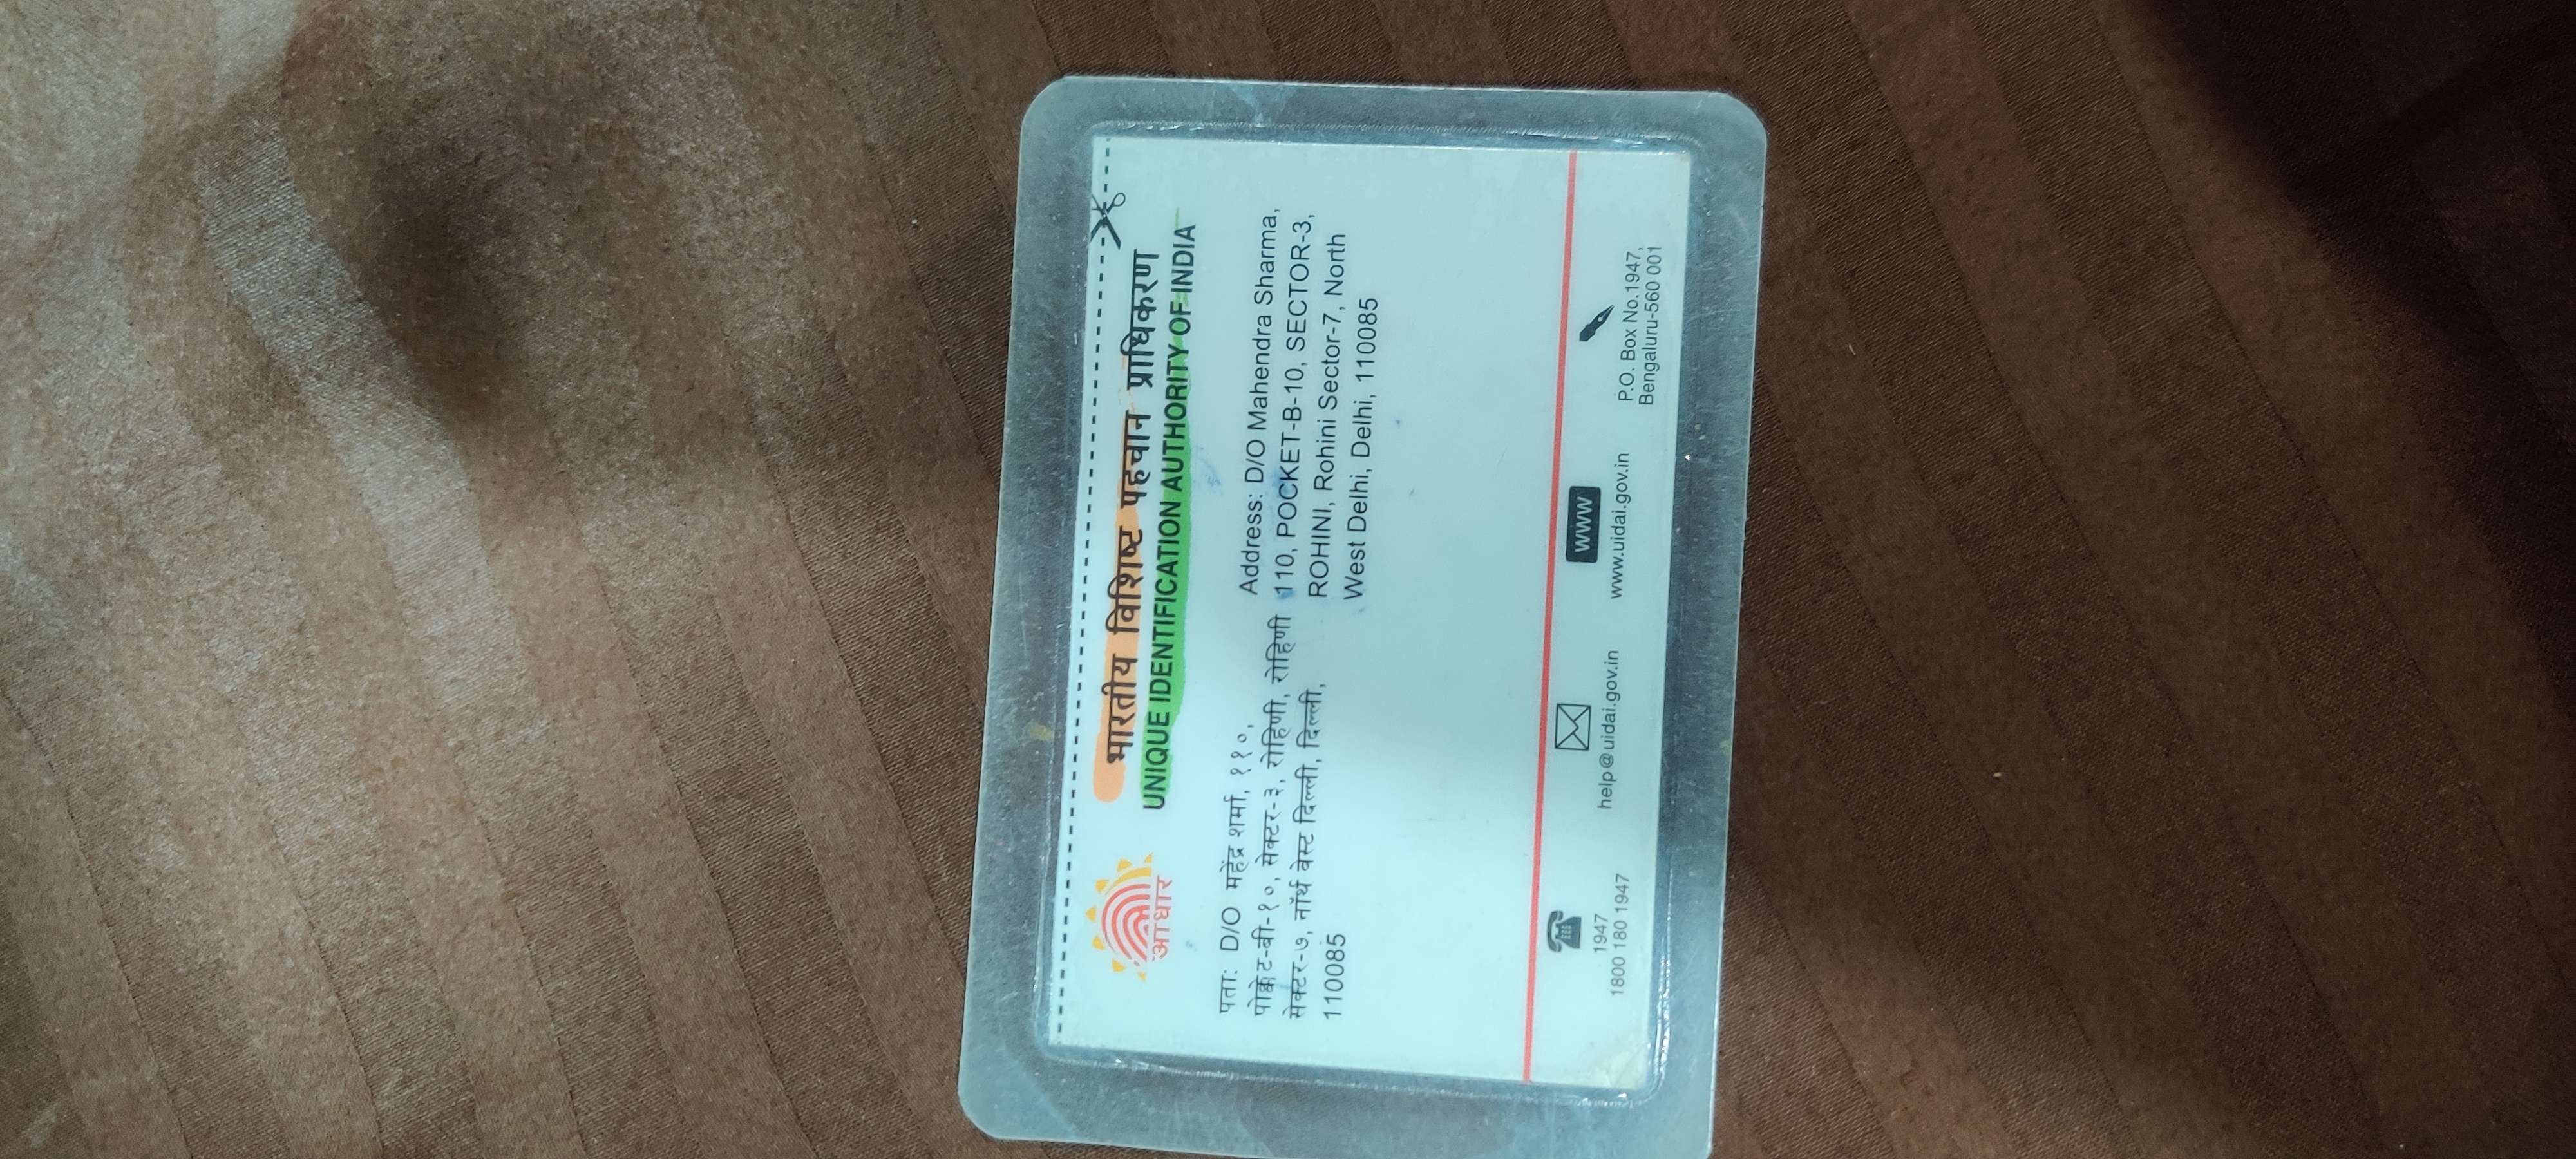 भारतीय विशिष्ट पहचान प्राधिकरण
UNIQUE IDENTIFICATION AUTHORITY OF INDIA
आधार
पता: D/O महेंद्र शर्मा, ११०,
पोक्केट-बी-१०, सेक्टर-३, रोहिणी, रोहिणी
सेक्टर-७, नॉर्थ वेस्ट दिल्ली, दिल्ली,
110085
Address: D/O Mahendra Sharma,
110, POCKET-B-10, SECTOR-3,
ROHINI, Rohini Sector-7, North
West Delhi, Delhi, 110085
1947
1800 180 1947
help@uidai.gov.in
WWW
www.uidai.gov.in
P.O. Box No.1947,
Bengaluru-560 001